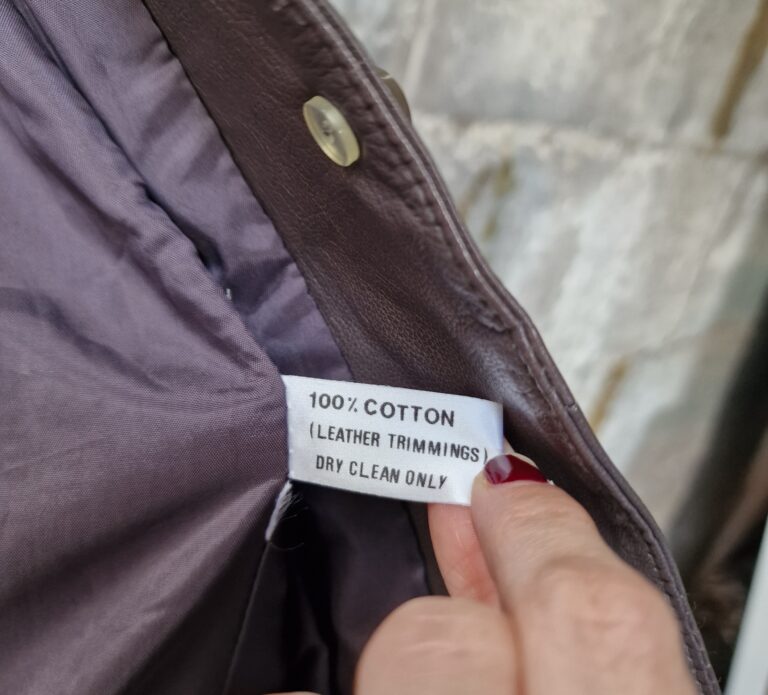 100% COTTON
(LEATHER TRIMMINGS)
DRY CLEAN ONLY